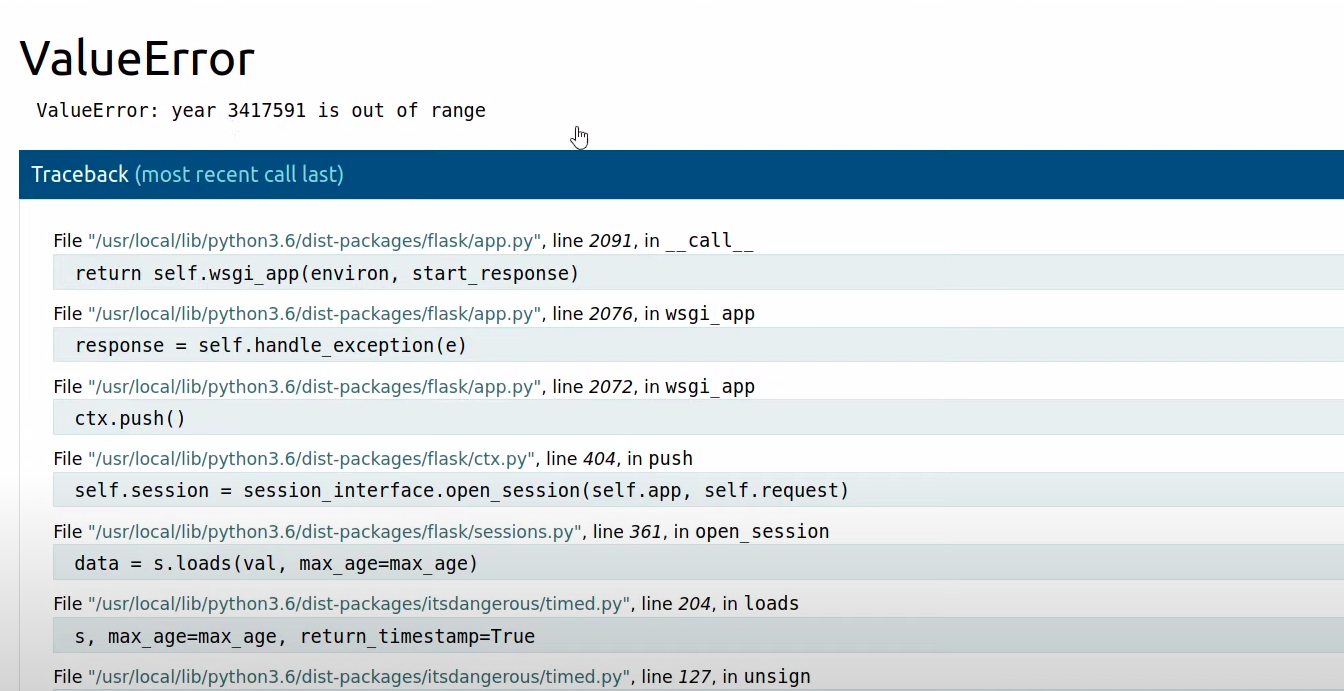 ValueError
ValueError: year 3417591 is out of range
Traceback (most recent call last)
File "/usr/local/lib/python3.6/dist-packages/flask/app.py", line 2091, in __call__
return self.wsgi_app(environ, start_response)
File "/usr/local/lib/python3.6/dist-packages/flask/app.py", line 2076, in wsgi_app
response = self.handle_exception(e)
File "/usr/local/lib/python3.6/dist-packages/flask/app.py", line 2072, in wsgi_app
ctx.push()
File "/usr/local/lib/python3.6/dist-packages/flask/ctx.py", line 404, in push
self.session = session_interface.open_session(self.app, self.request)
File "/usr/local/lib/python3.6/dist-packages/flask/sessions.py", line 361, in open_session
data = s.loads(val, max_age=max_age)
File "/usr/local/lib/python3.6/dist-packages/itsdangerous/timed.py", line 204, in loads
s, max_age=max_age, return_timestamp=True
File "/usr/local/lib/python3.6/dist-packages/itsdangerous/timed.py", line 127, in unsign